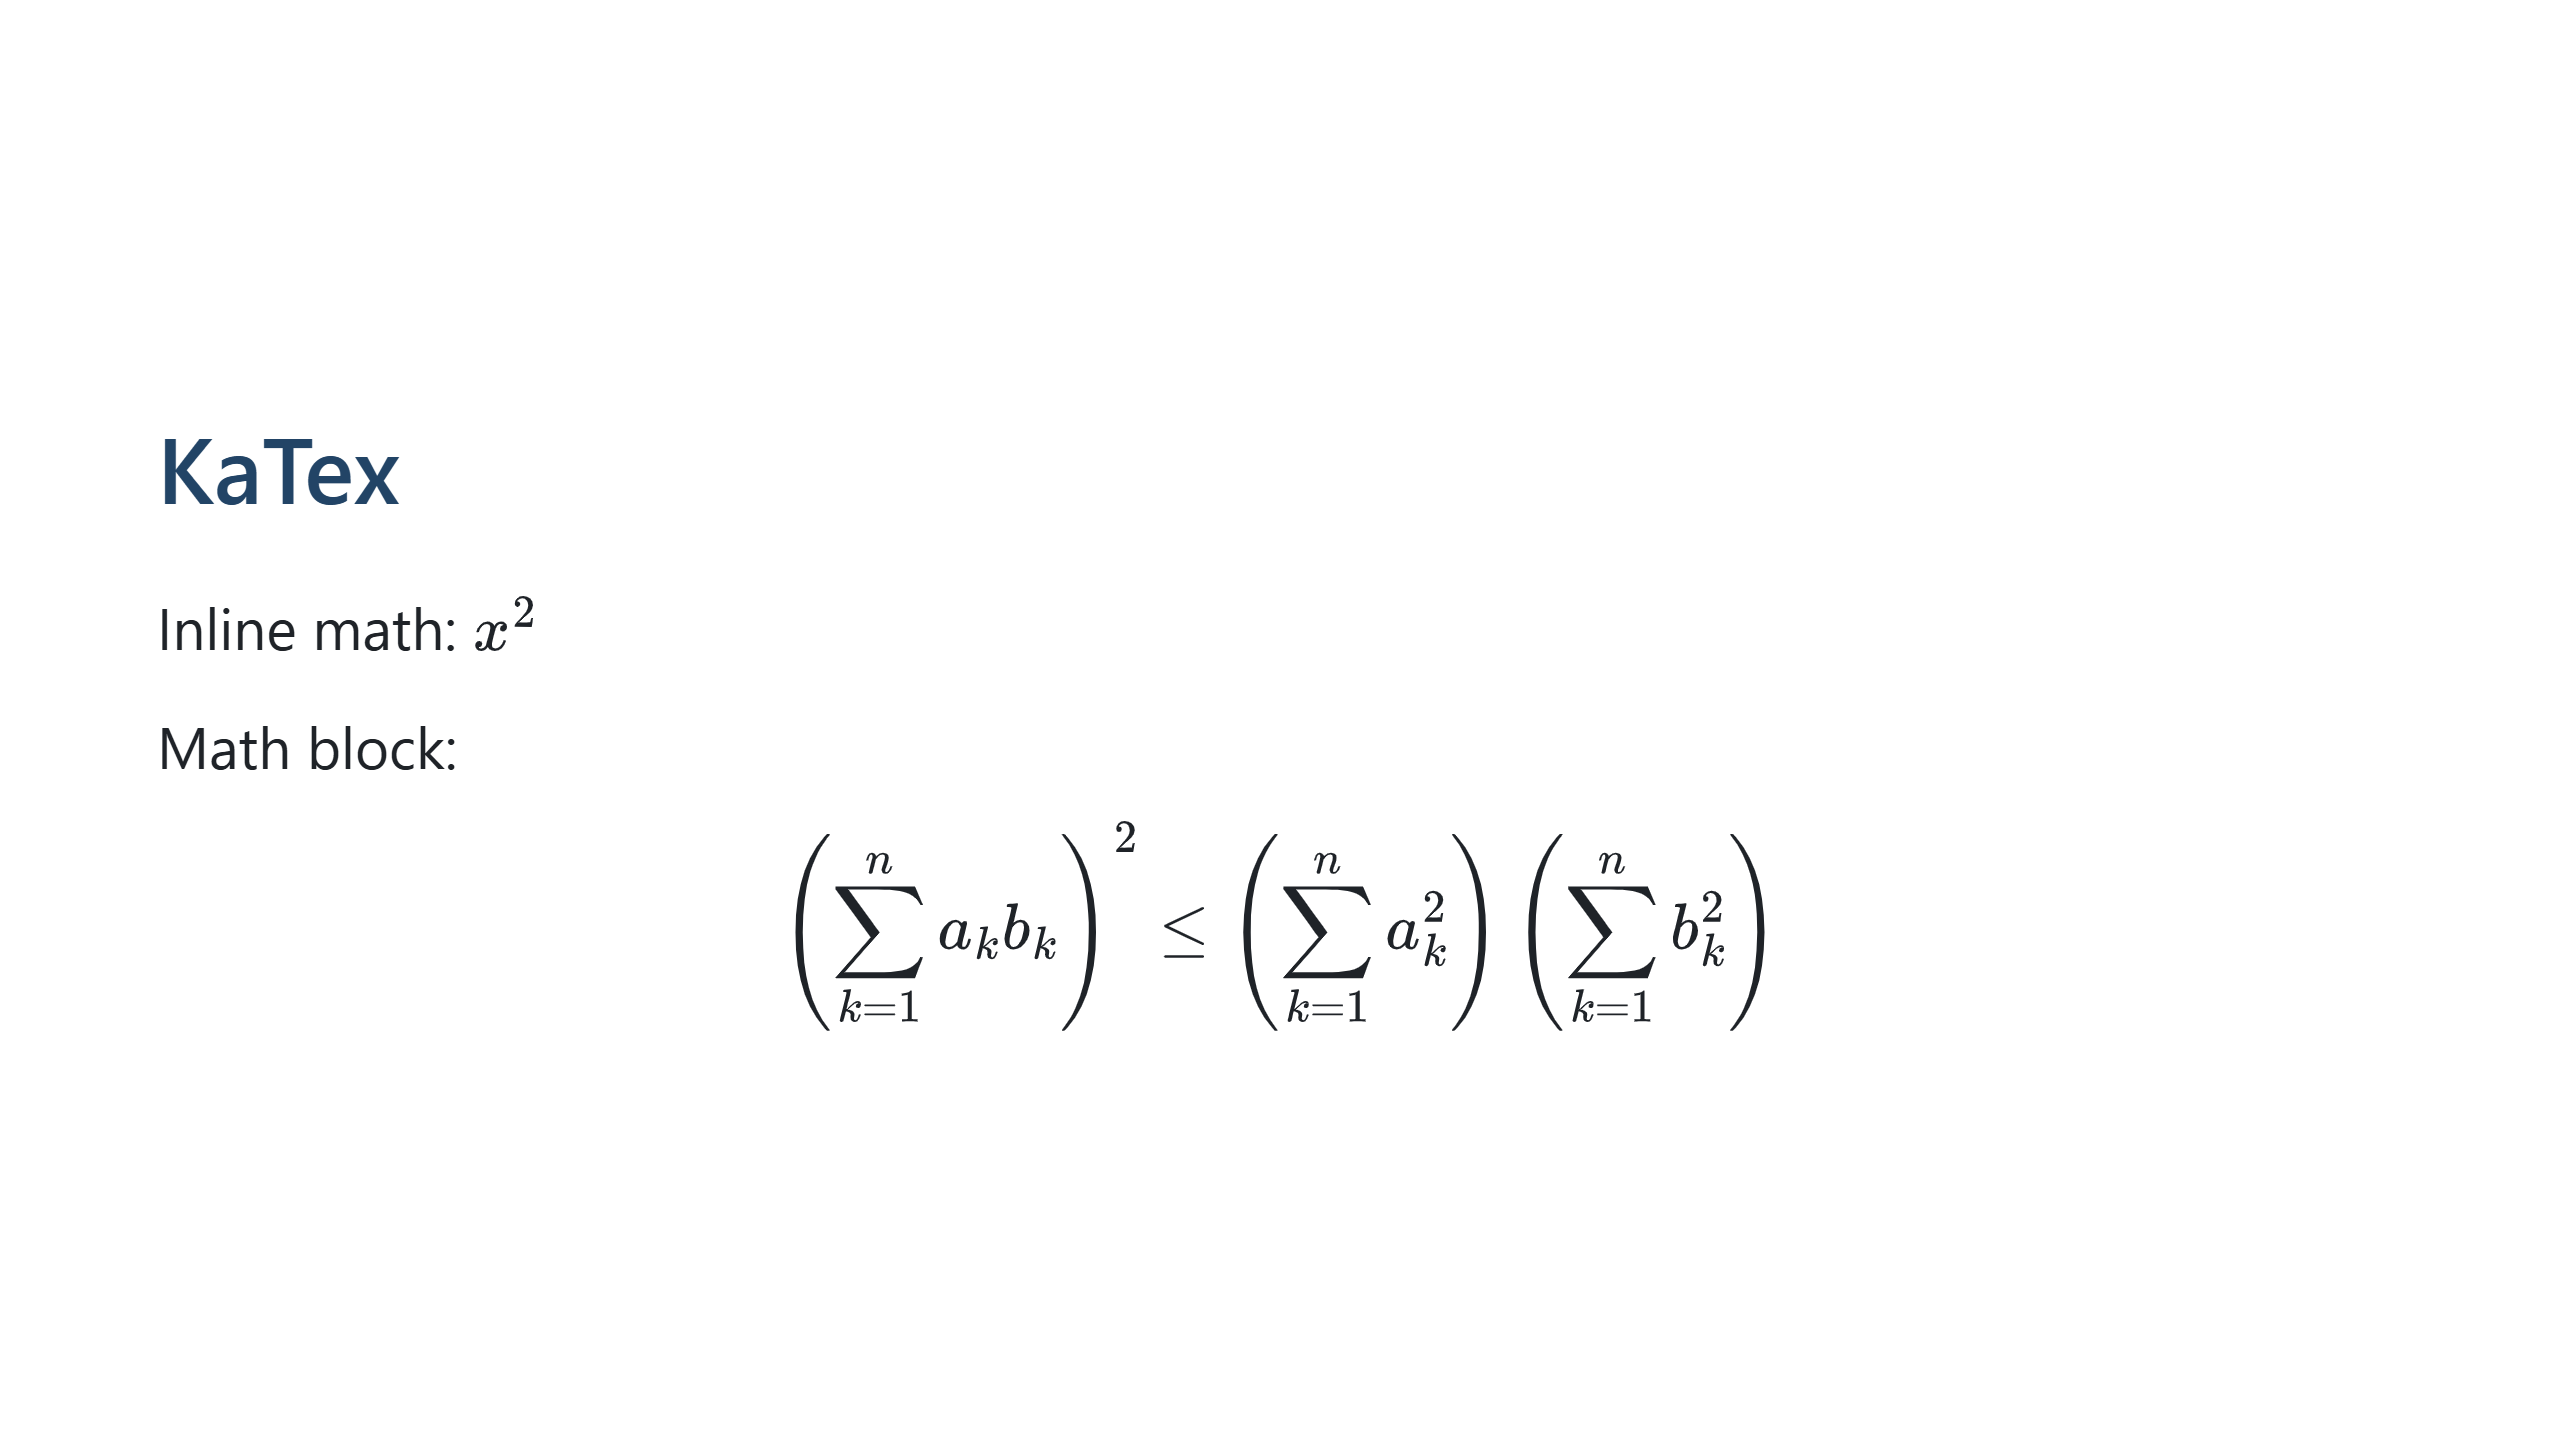 KaTex
Inline math: $x^2$
Math block:
$$\left( \sum_{k=1}^n a_k b_k \right)^2 \leq \left( \sum_{k=1}^n a_k^2 \right) \left( \sum_{k=1}^n b_k^2 \right)$$